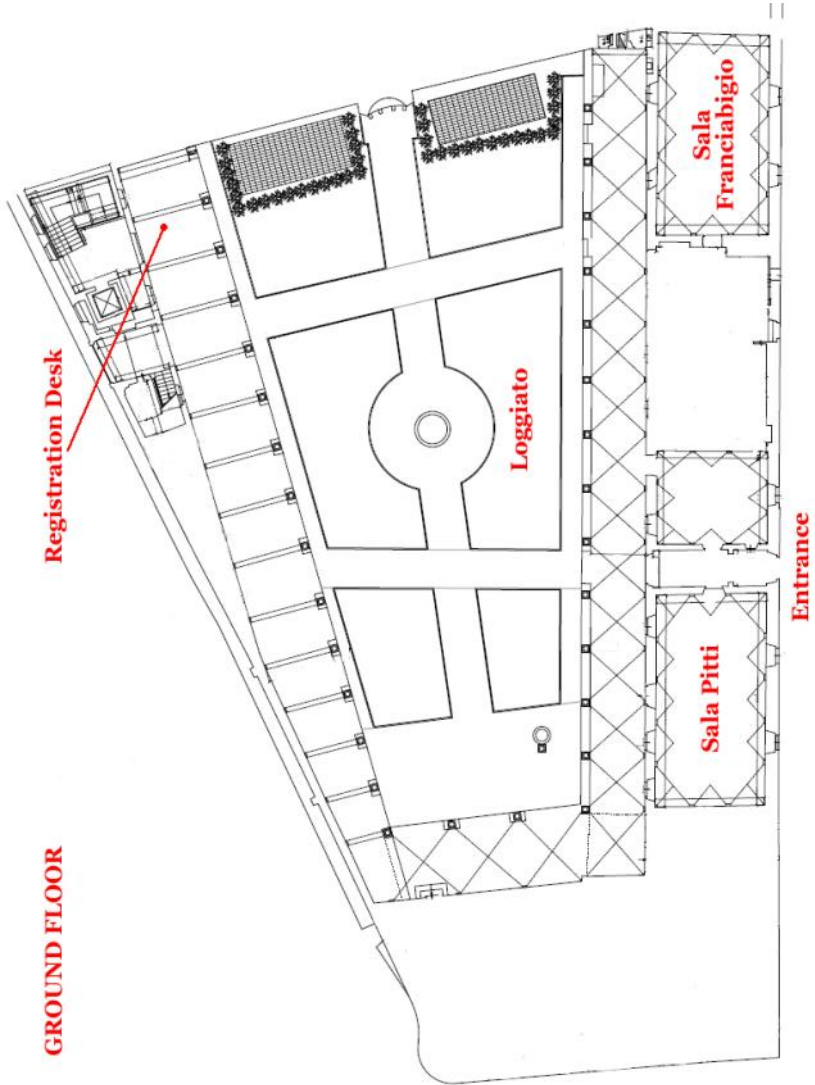 GROUND FLOOR
Registration Desk
Loggiato
Sala Pitti
Sala
Franciabigio
Entrance